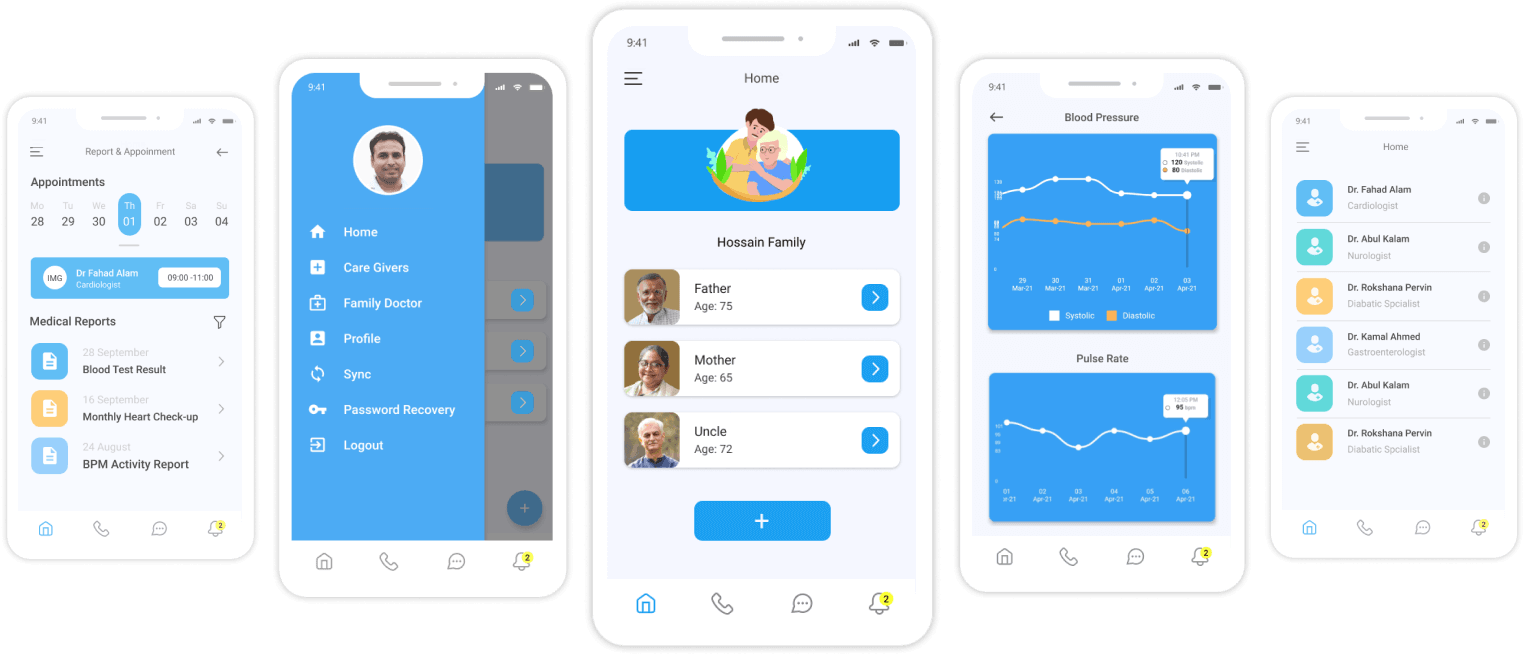 9:41
Report & Appoinment
Appointments
Mo Tu We Th Fr Sa Su
28 29 30 01 02 03 04
IMG
Dr Fahad Alam
Cardiologist
09:00 -11:00
Medical Reports
28 September
Blood Test Result
16 September
Monthly Heart Check-up
24 August
BPM Activity Report
2
9:41
Home
Care Givers
Family Doctor
Profile
Sync
Password Recovery
Logout
2
9:41
Home
Hossain Family
Father
Age: 75
Mother
Age: 65
Uncle
Age: 72
2
9:41
Blood Pressure
10:41 PM
120 Systolic
80 Diastolic
29 30 31 01 02 03
Mar-21 Mar-21 Mar-21 Apr-21 Apr-21 Apr-21
Systolic Diastolic
Pulse Rate
12:05 PM
95 bpm
01 02 03 04 05 06
r-21 Apr-21 Apr-21 Apr-21 Apr-21 Apr-21
2
9:41
Home
Dr. Fahad Alam
Cardiologist
Dr. Abul Kalam
Nurologist
Dr. Rokshana Pervin
Diabatic Spcialist
Dr. Kamal Ahmed
Gastroenterologist
Dr. Abul Kalam
Nurologist
Dr. Rokshana Pervin
Diabatic Spcialist
2